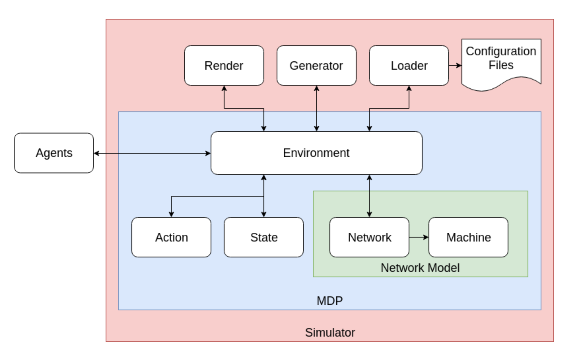 Render
Generator
Loader
Configuration
Files
Agents
Environment
Action
State
Network
Machine
Network Model
MDP
Simulator